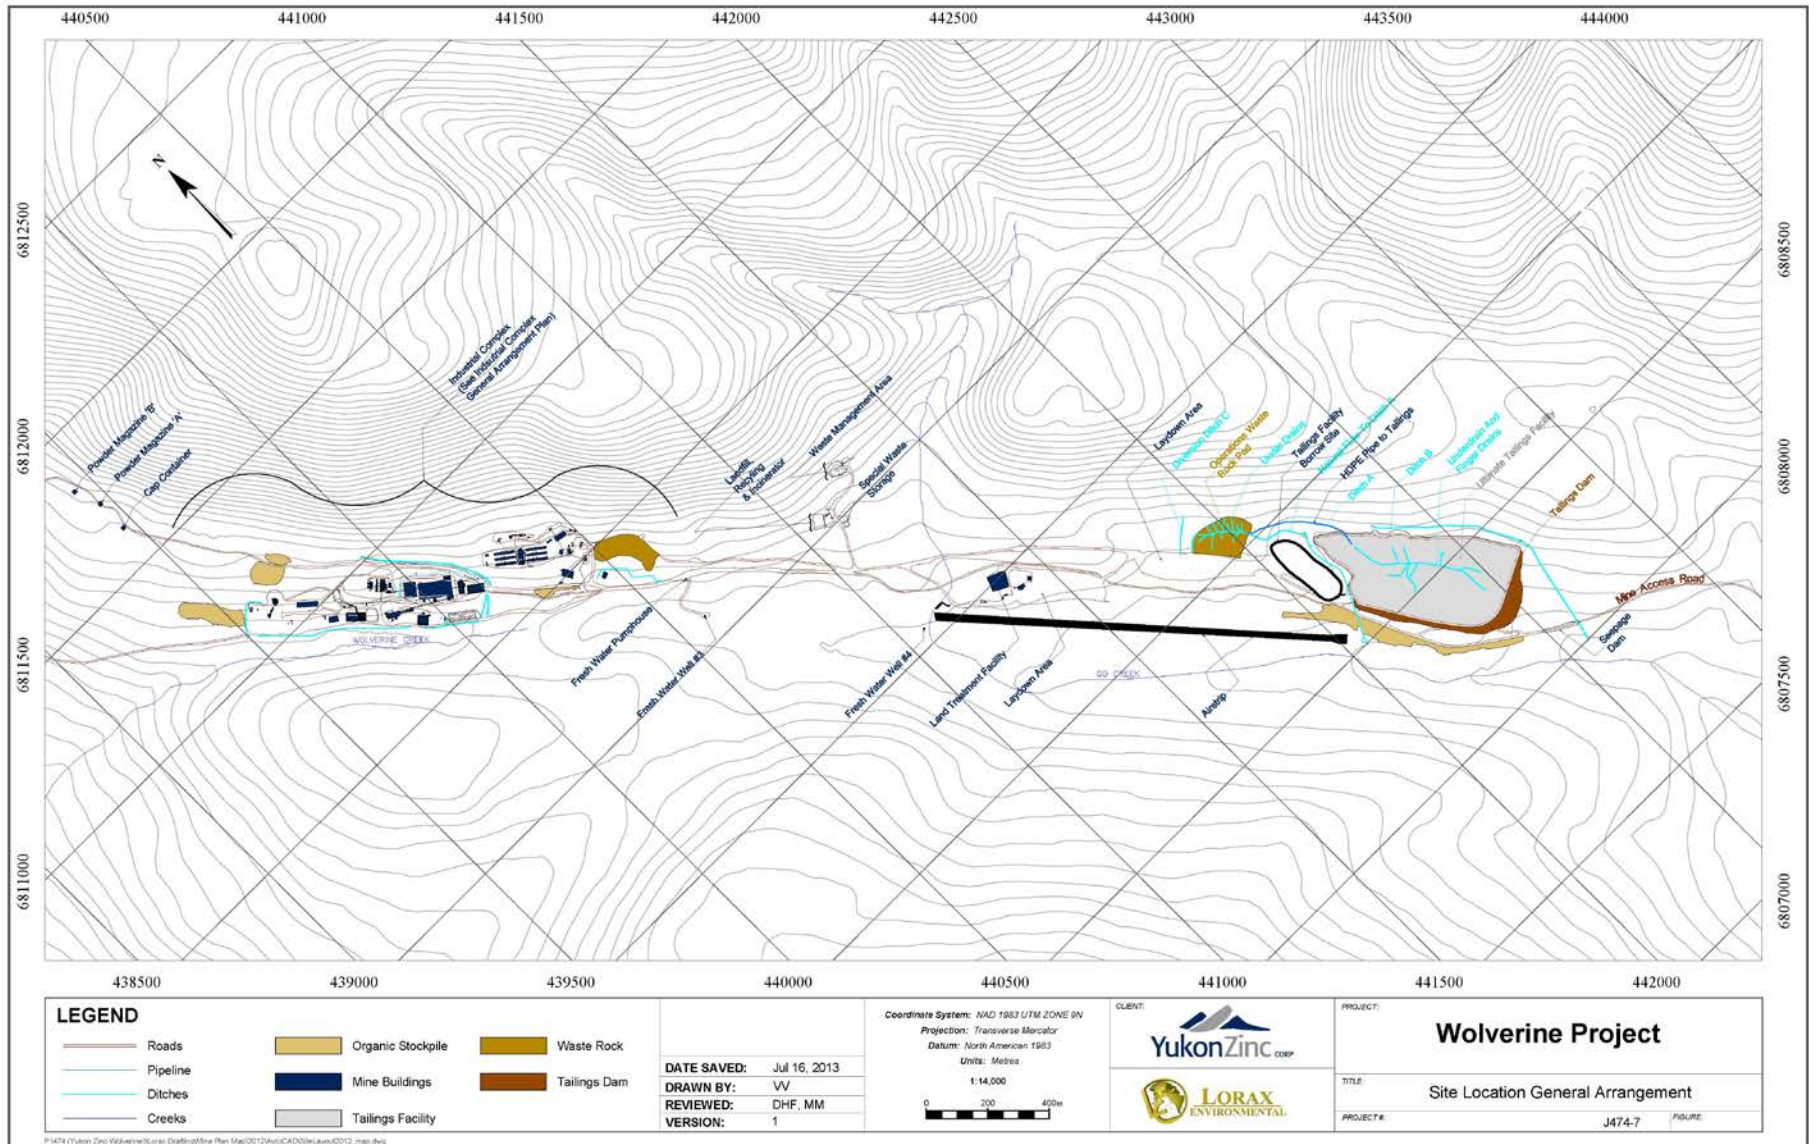 440500 441000 441500 442000 442500 443000 443500 444000
6812500
6812000
6811500
6811000
6808500
6808000
6807500
6807000
N
Powder Magazine 'B'
Powder Magazine 'A'
Cap Container
Industrial Complex
(See Indsutrial Complex
General Arrangement Plan)
Landfill,
Recyling
& Incinerator
Waste Management Area
Special Waste
Storage
Laydown Area
Diversion Ditch C
Operations Waste
Rock Pad
Under Drains
Tailings Facility
Borrow Site
HDPE Pipe to Tailings
Ditch A
Ditch B
Underdrain And
Finger Drains
Ultimate Tailings Facility
Tailings Dam
Mine Access Road
Seepage
Dam
WOLVERINE CREEK
Fresh Water Pumphouse
Fresh Water Well #3
Fresh Water Well #4
Land Treatment Facility
Laydown Area
GO CREEK
Airstrip
438500 439000 439500 440000 440500 441000 441500 442000
LEGEND
Roads
Pipeline
Ditches
Creeks
Organic Stockpile
Mine Buildings
Tailings Facility
Waste Rock
Tailings Dam
DATE SAVED: Jul 16, 2013
DRAWN BY: VV
REVIEWED: DHF, MM
VERSION: 1
Coordinate System: NAD 1983 UTM ZONE 9N
Projection: Transverse Mercator
Datum: North American 1983
Units: Metres
1:14,000
0 200 400m
CLIENT:
YukonZinc CORP
LORAX
ENVIRONMENTAL
PROJECT:
Wolverine Project
TITLE:
Site Location General Arrangement
PROJECT #: J474-7 FIGURE: